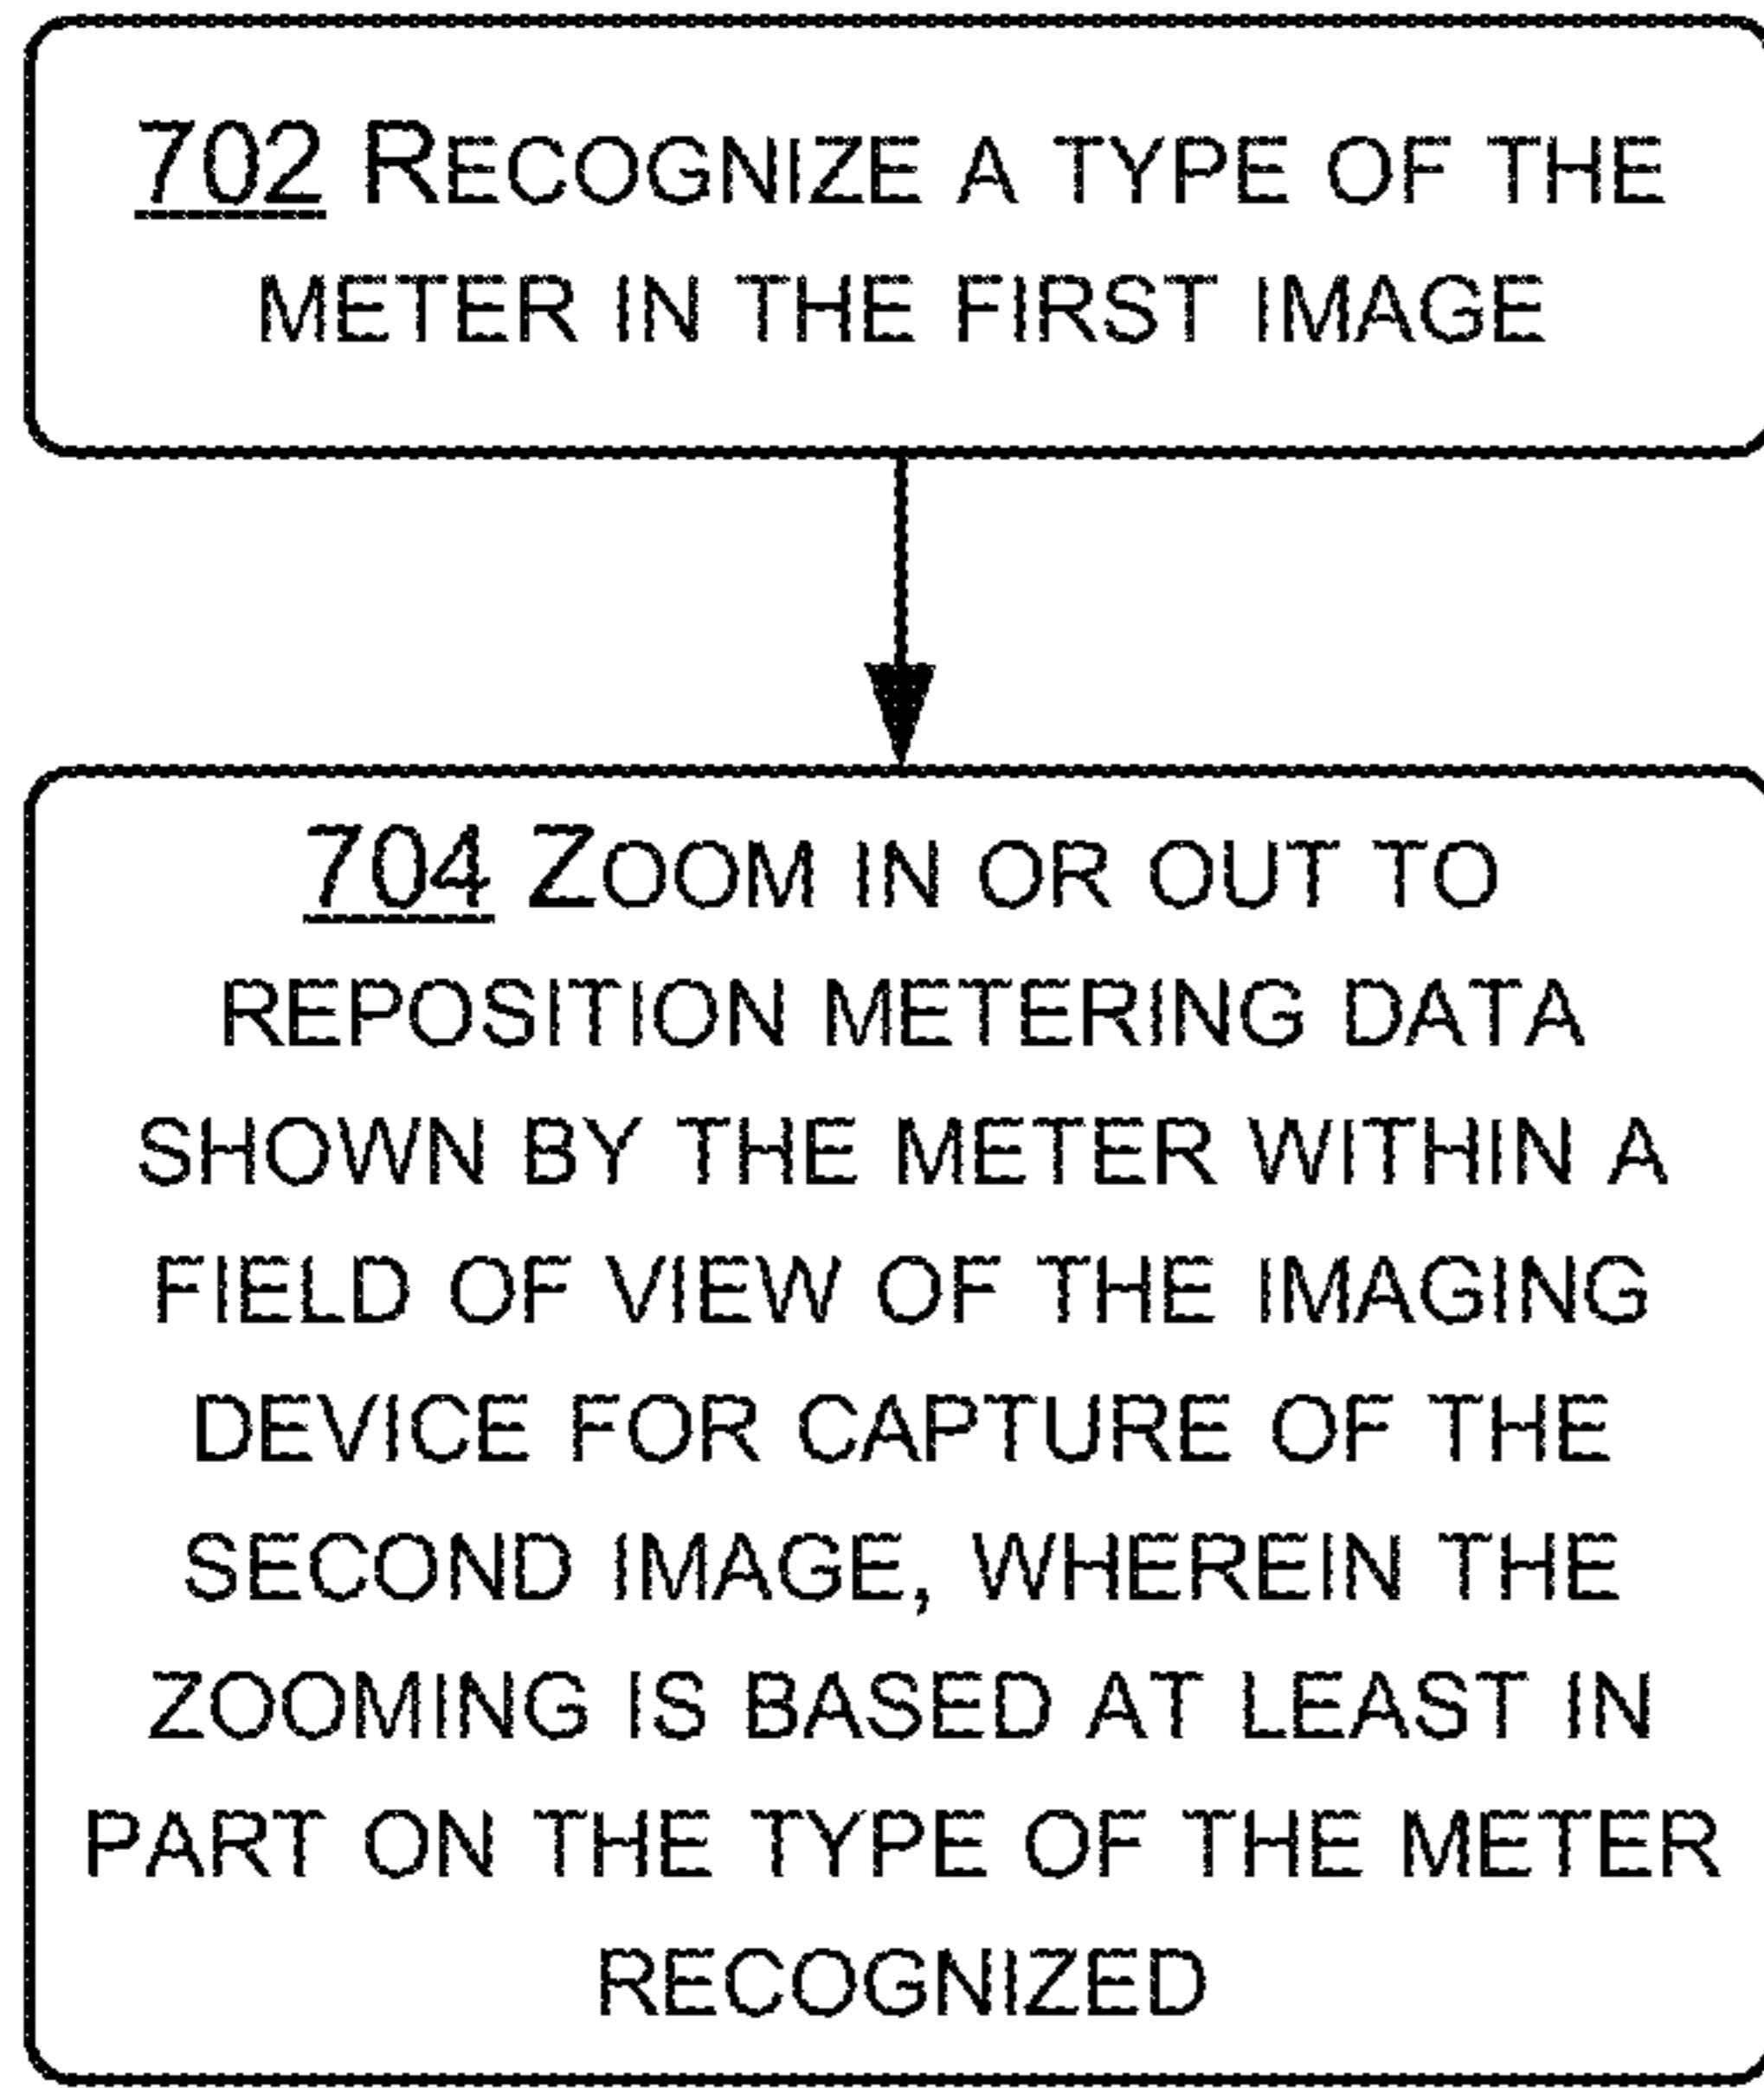 702 RECOGNIZE A TYPE OF THE
METER IN THE FIRST IMAGE
704 ZOOM IN OR OUT TO
REPOSITION METERING DATA
SHOWN BY THE METER WITHIN A
FIELD OF VIEW OF THE IMAGING
DEVICE FOR CAPTURE OF THE
SECOND IMAGE, WHEREIN THE
ZOOMING IS BASED AT LEAST IN
PART ON THE TYPE OF THE METER
RECOGNIZED